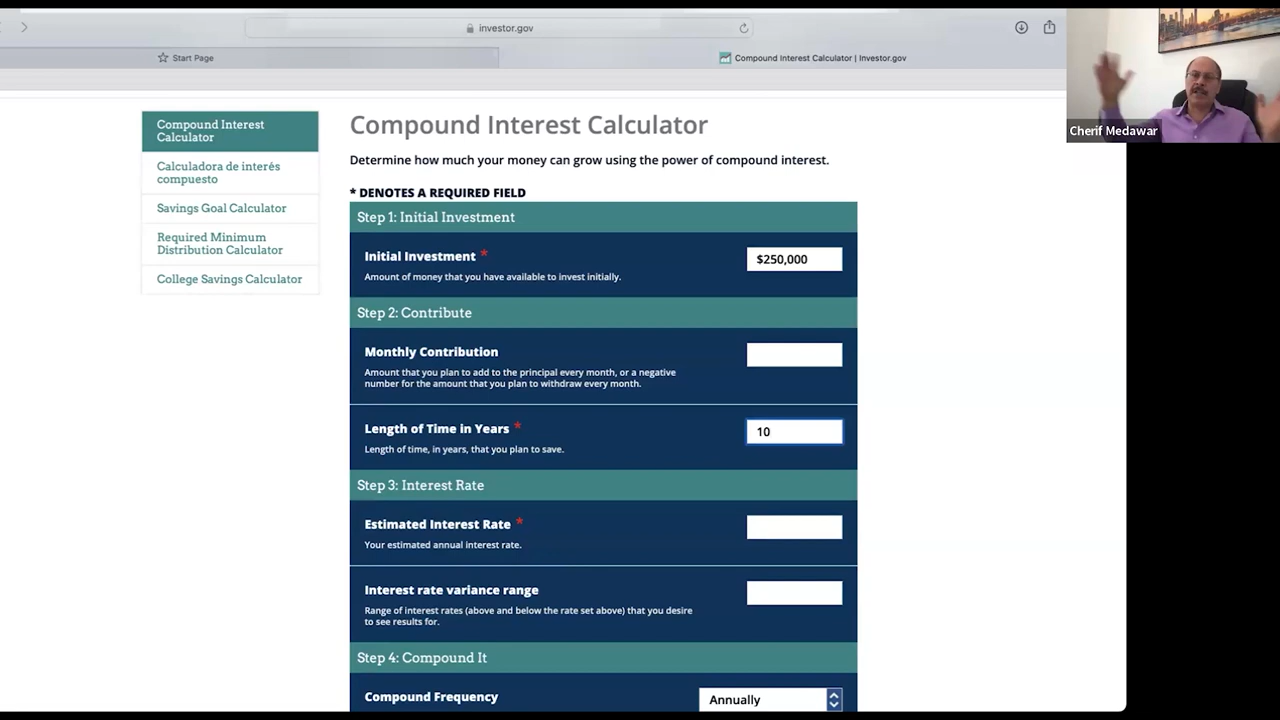 investor.gov
Start Page
Compound Interest Calculator | Investor.gov
Cherif Medawar
Compound Interest
Calculator
Calculadora de interés
compuesto
Savings Goal Calculator
Required Minimum
Distribution Calculator
College Savings Calculator
Compound Interest Calculator
Determine how much your money can grow using the power of compound interest.
* DENOTES A REQUIRED FIELD
Step 1: Initial Investment
Initial Investment *
$250,000
Amount of money that you have available to invest initially.
Step 2: Contribute
Monthly Contribution
Amount that you plan to add to the principal every month, or a negative
number for the amount that you plan to withdraw every month.
Length of Time in Years *
10
Length of time, in years, that you plan to save.
Step 3: Interest Rate
Estimated Interest Rate *
Your estimated annual interest rate.
Interest rate variance range
Range of interest rates (above and below the rate set above) that you desire
to see results for.
Step 4: Compound It
Compound Frequency
Annually